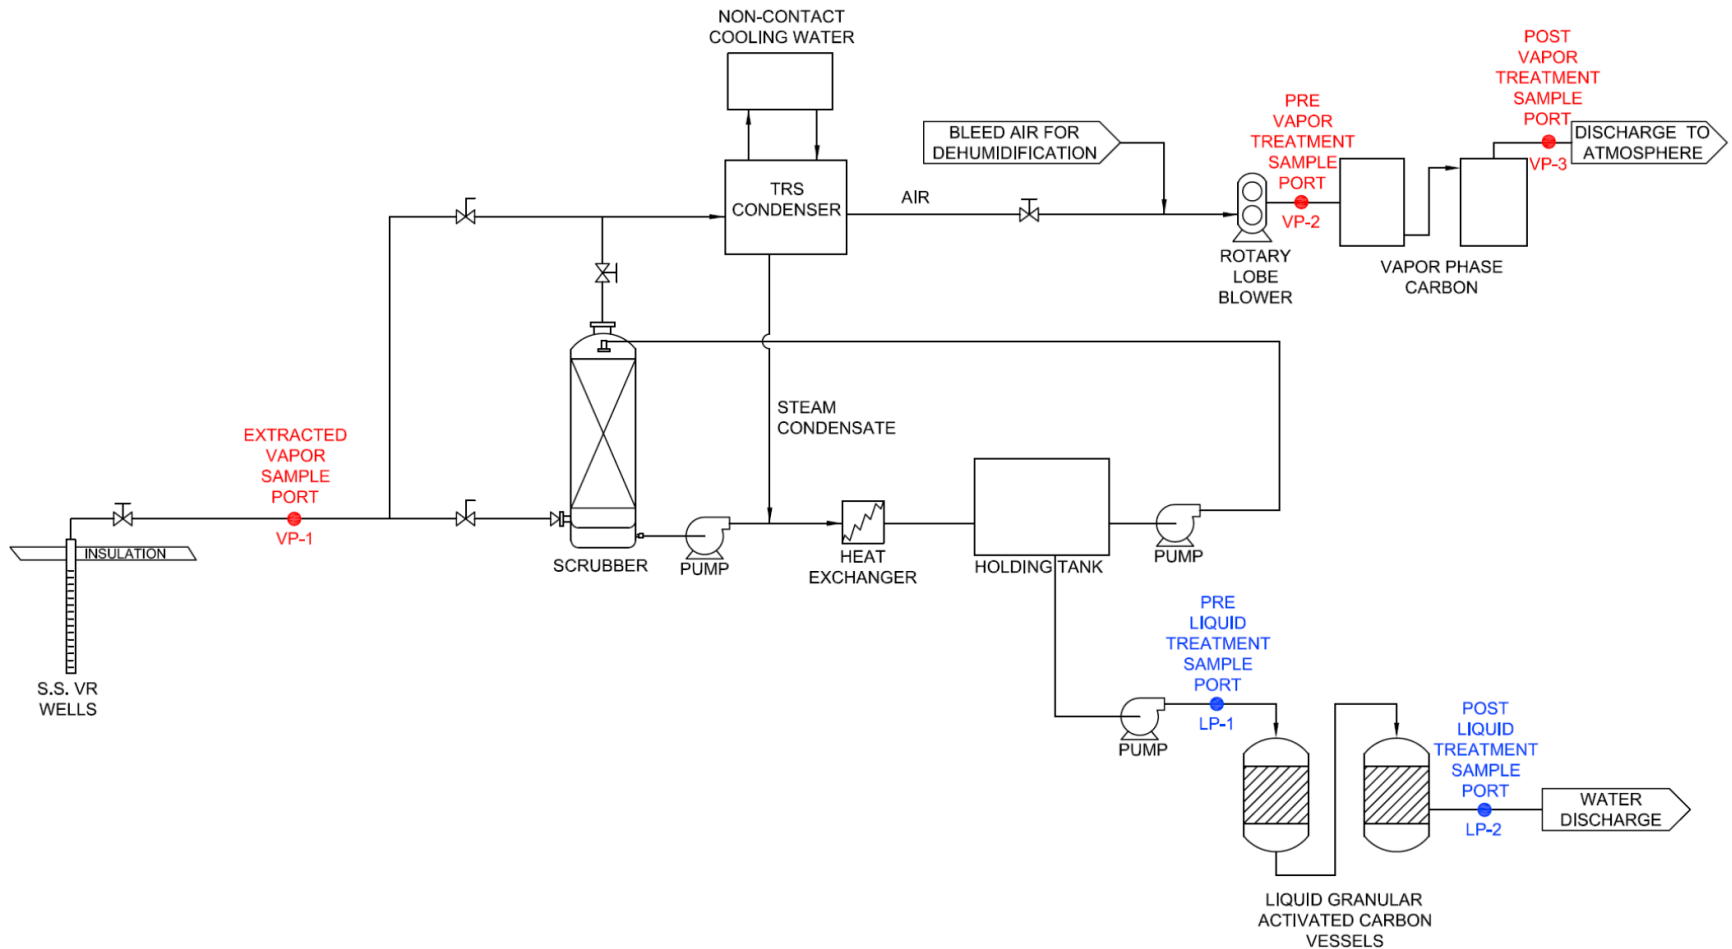 NON-CONTACT
COOLING WATER
POST
VAPOR
TREATMENT
SAMPLE
PORT
VP-3
DISCHARGE TO
ATMOSPHERE
PRE
VAPOR
TREATMENT
SAMPLE
PORT
VP-2
BLEED AIR FOR
DEHUMIDIFICATION
TRS
CONDENSER
AIR
ROTARY
LOBE
BLOWER
VAPOR PHASE
CARBON
STEAM
CONDENSATE
EXTRACTED
VAPOR
SAMPLE
PORT
VP-1
INSULATION
S.S. VR
WELLS
SCRUBBER
PUMP
HEAT
EXCHANGER
HOLDING TANK
PUMP
PRE
LIQUID
TREATMENT
SAMPLE
PORT
LP-1
PUMP
POST
LIQUID
TREATMENT
SAMPLE
PORT
LP-2
WATER
DISCHARGE
LIQUID GRANULAR
ACTIVATED CARBON
VESSELS